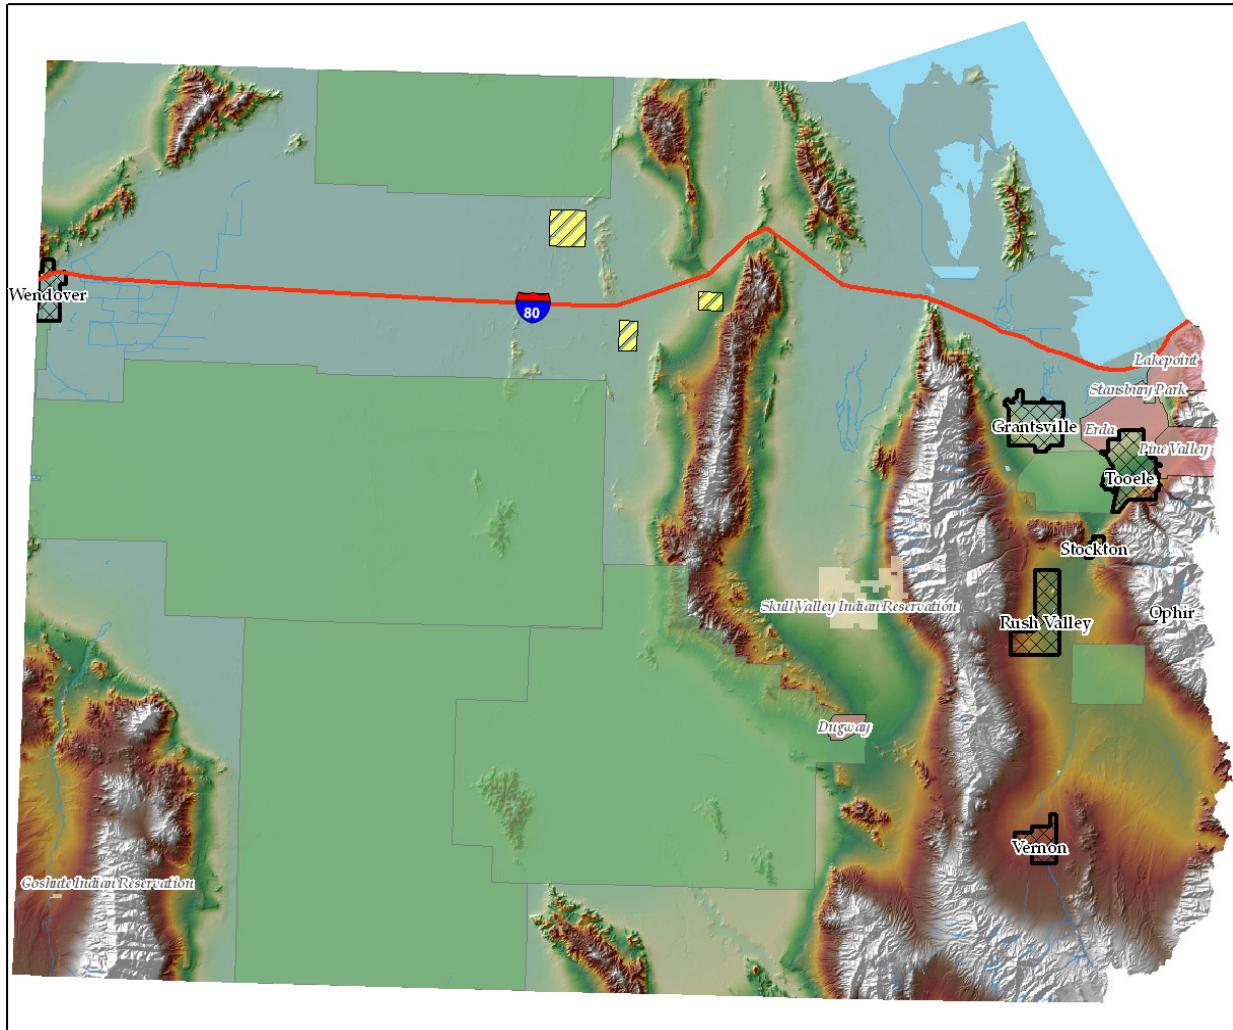 Wendover
80
Lakepoint
Stansbury Park
Grantsville
Erda
Pine Valley
Tooele
Stockton
Skull Valley Indian Reservation
Ophir
Rush Valley
Dugway
Vernon
Goshute Indian Reservation